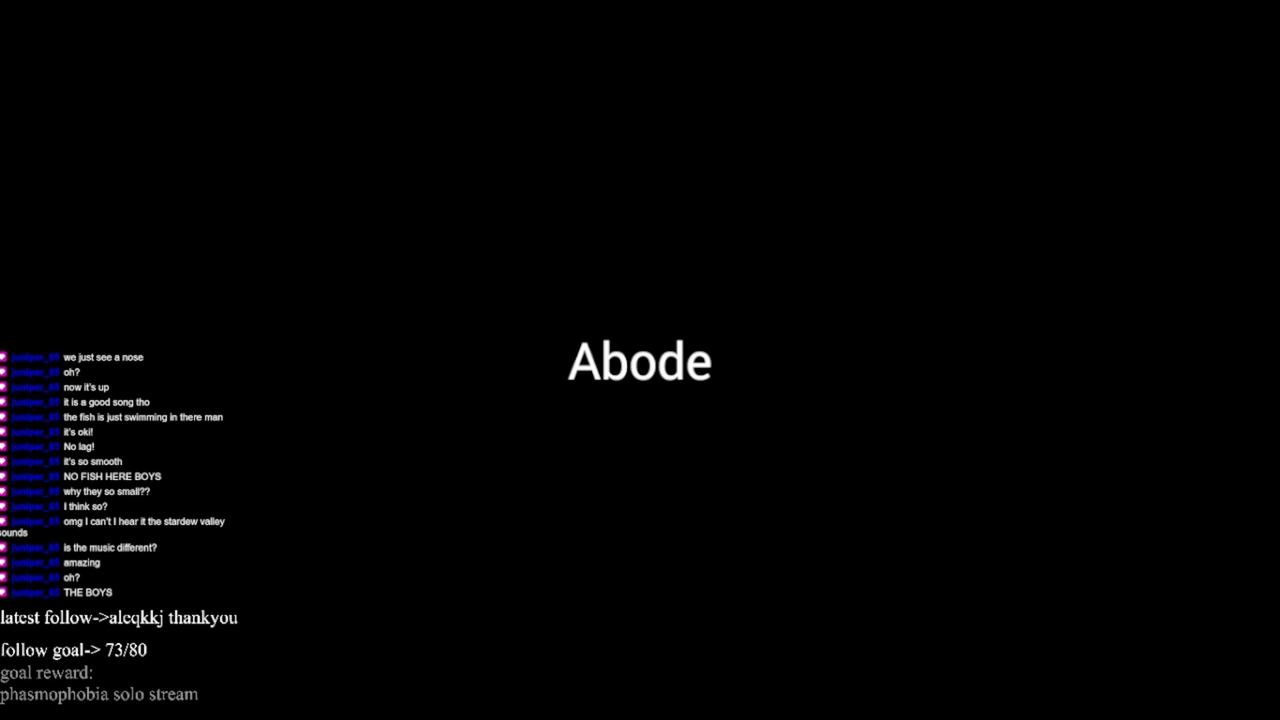 Abode
we just see a nose
oh?
now it's up
it is a good song tho
the fish is just swimming in there man
it's oki!
No lag!
it's so smooth
NO FISH HERE BOYS
why they so small??
I think so?
omg I can't I hear it the stardew valley
sounds
is the music different?
amazing
oh?
THE BOYS
latest follow->aleqkkj thankyou
follow goal-> 73/80
goal reward:
phasmophobia solo stream